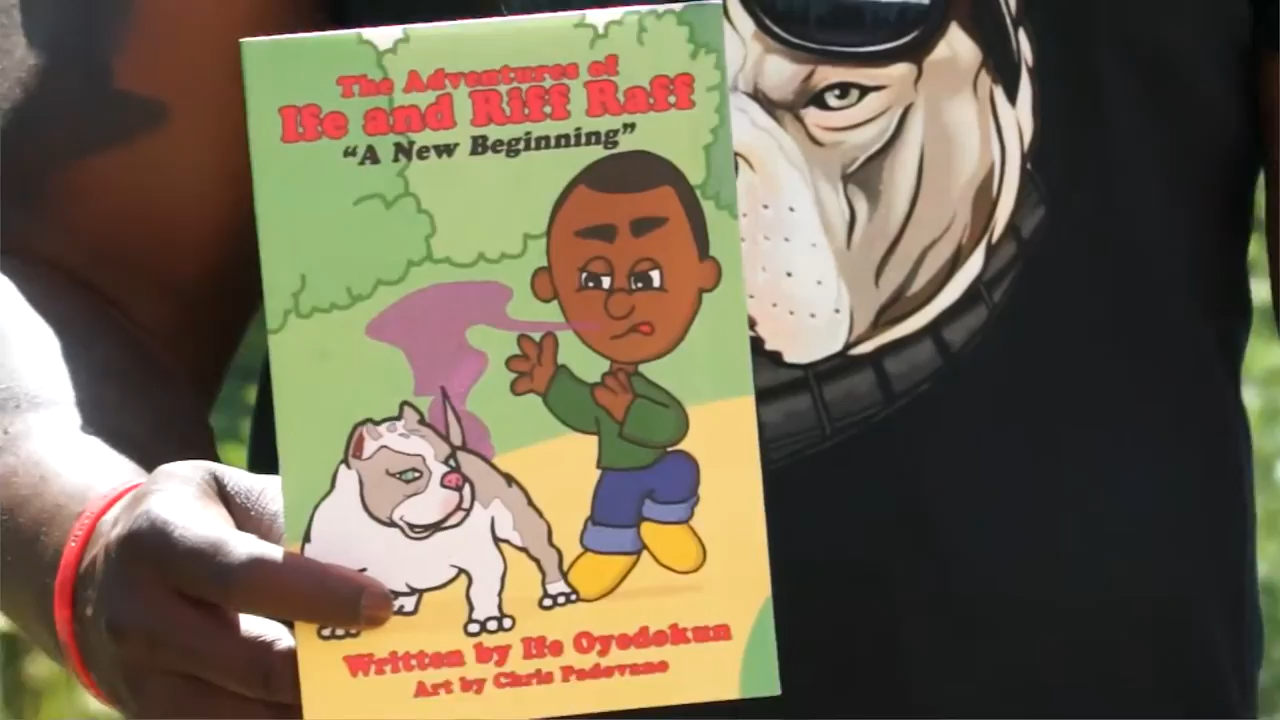 The Adventures of
Ife and Riff Raff
“A New Beginning”
Written by Ife Oyedokun
Art by Chris Padovano